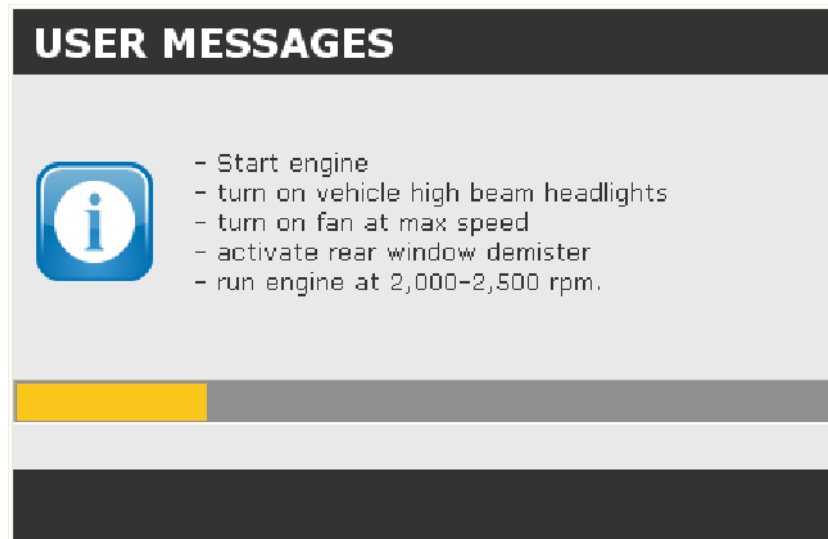 USER MESSAGES
- Start engine
- turn on vehicle high beam headlights
- turn on fan at max speed
- activate rear window demister
- run engine at 2,000-2,500 rpm.